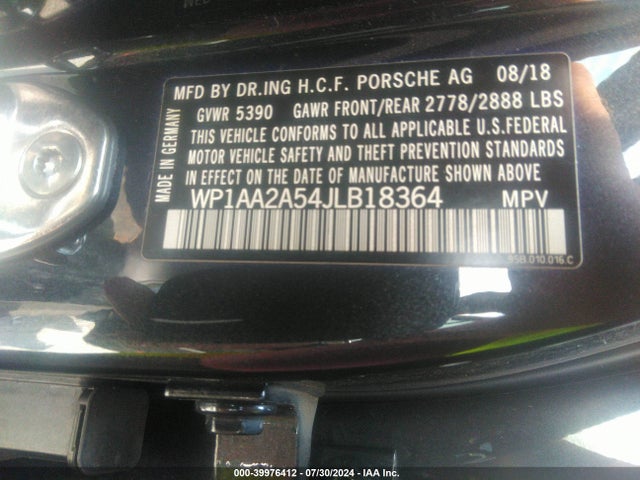 MFD BY DR.ING H.C.F. PORSCHE AG 08/18
GVWR 5390 GAWR FRONT/REAR 2778/2888 LBS
THIS VEHICLE CONFORMS TO ALL APPLICABLE U.S.FEDERAL
MOTOR VEHICLE SAFETY AND THEFT PREVENTION STANDARDS
IN EFFECT ON THE DATE OF MANUFACTURE SHOWN ABOVE
WP1AA2A54JLB18364 MPV
MADE IN GERMANY
95B.010.016.C
000-39976412 - 07/30/2024 - IAA Inc.